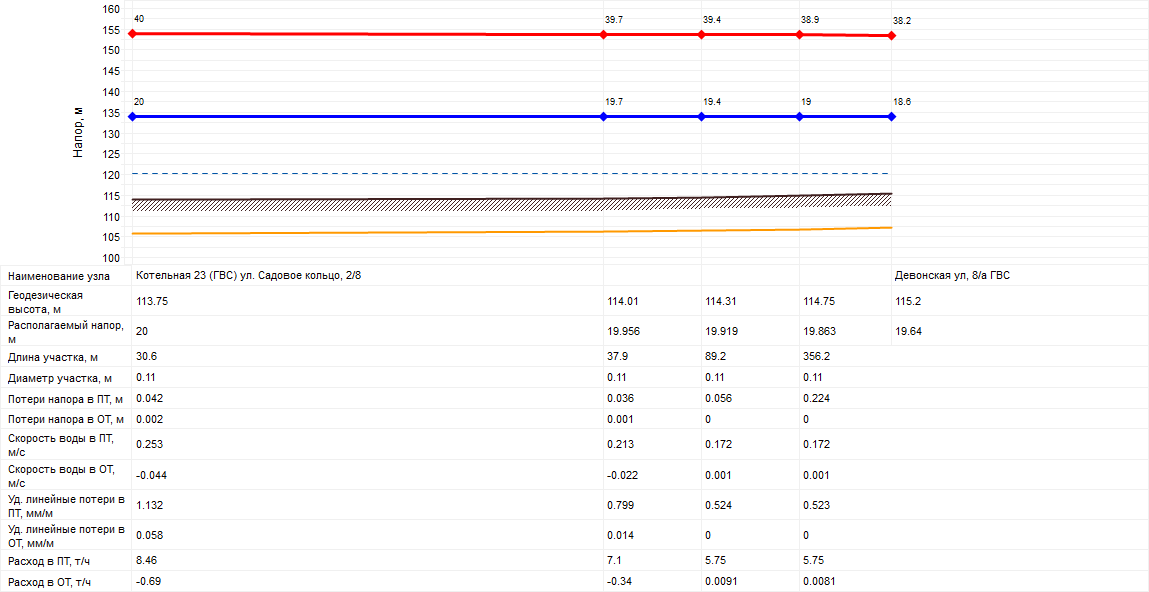 160
40 39.7 39.4 38.9 38.2
155
150
145
140
20 19.7 19.4 19 18.6
135
130
125
120
115
110
105
100
Напор, м
Наименование узла Котельная 23 (ГВС) ул. Садовое кольцо, 2/8 Девонская ул, 8/а ГВС
Геодезическая
высота, м 113.75 114.01 114.31 114.75 115.2
Располагаемый напор,
м 20 19.956 19.919 19.863 19.64
Длина участка, м 30.6 37.9 89.2 356.2
Диаметр участка, м 0.11 0.11 0.11 0.11
Потери напора в ПТ, м 0.042 0.036 0.056 0.224
Потери напора в ОТ, м 0.002 0.001 0 0
Скорость воды в ПТ,
м/с 0.253 0.213 0.172 0.172
Скорость воды в ОТ,
м/с -0.044 -0.022 0.001 0.001
Уд. линейные потери в
ПТ, мм/м 1.132 0.799 0.524 0.523
Уд. линейные потери в
ОТ, мм/м 0.058 0.014 0 0
Расход в ПТ, т/ч 8.46 7.1 5.75 5.75
Расход в ОТ, т/ч -0.69 -0.34 0.0091 0.0081